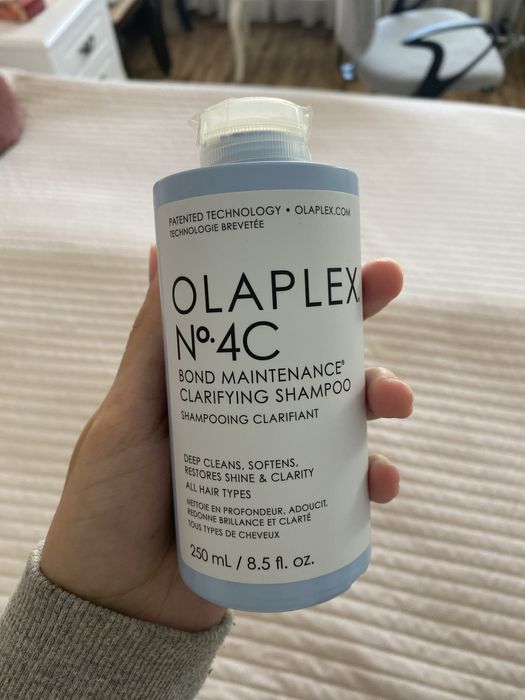 PATENTED TECHNOLOGY • OLAPLEX.COM
TECHNOLOGIE BREVETÉE
OLAPLEX.
Nº.4C
BOND MAINTENANCE®
CLARIFYING SHAMPOO
SHAMPOOING CLARIFIANT
DEEP CLEANS, SOFTENS,
RESTORES SHINE & CLARITY
ALL HAIR TYPES
NETTOIE EN PROFONDEUR, ADOUCIT,
REDONNE BRILLANCE ET CLARTÉ
TOUS TYPES DE CHEVEUX
250 mL / 8.5 fl. oz.